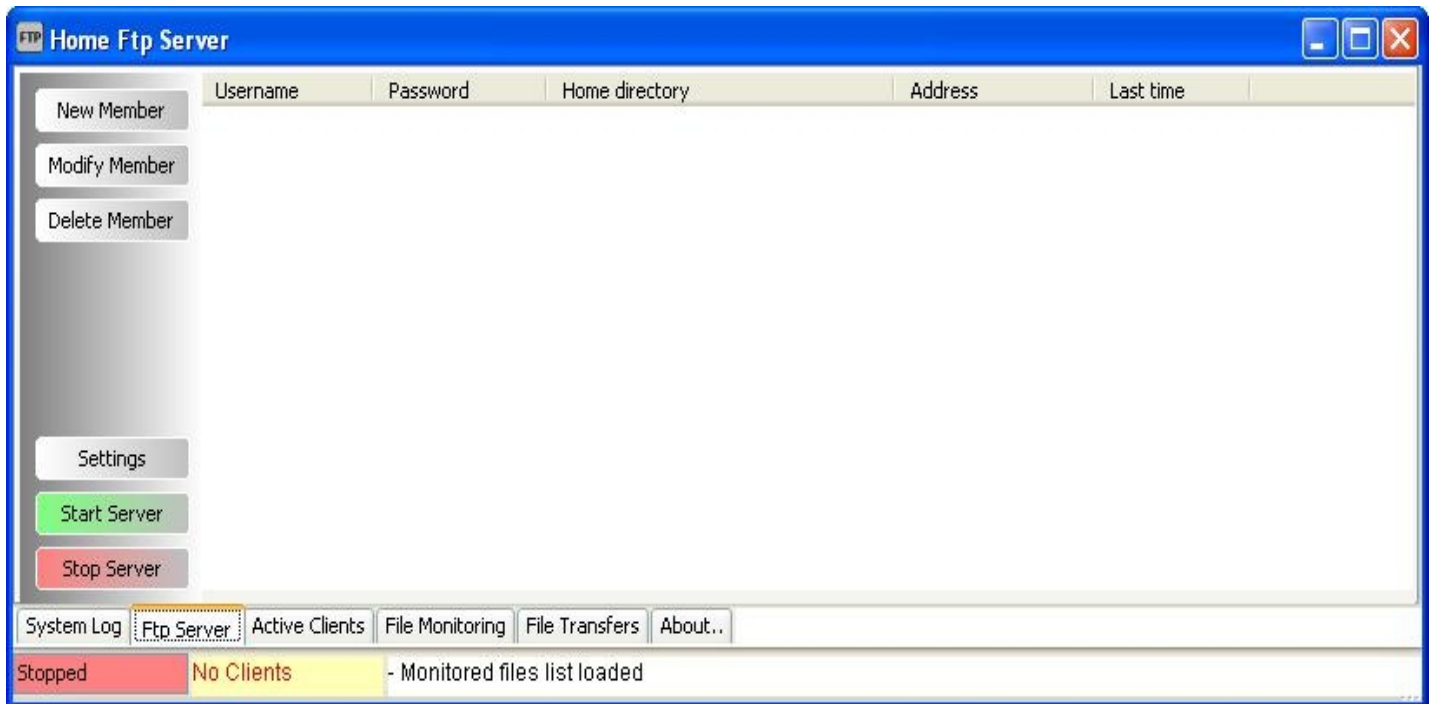 FTP Home Ftp Server
New Member
Modify Member
Delete Member
Settings
Start Server
Stop Server
Username Password Home directory Address Last time
System Log Ftp Server Active Clients File Monitoring File Transfers About..
Stopped No Clients - Monitored files list loaded